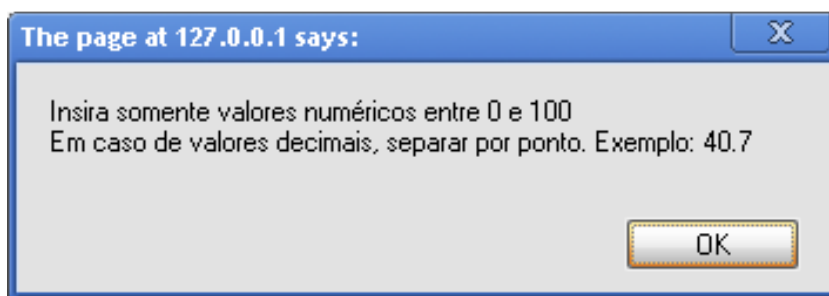 The page at 127.0.0.1 says:
Insira somente valores numéricos entre 0 e 100
Em caso de valores decimais, separar por ponto. Exemplo: 40.7
OK